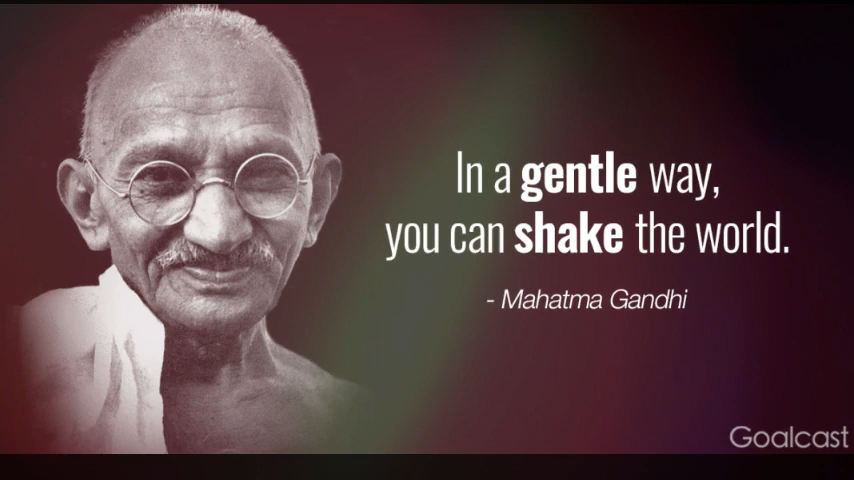 In a gentle way,
you can shake the world.
- Mahatma Gandhi
Goalcast